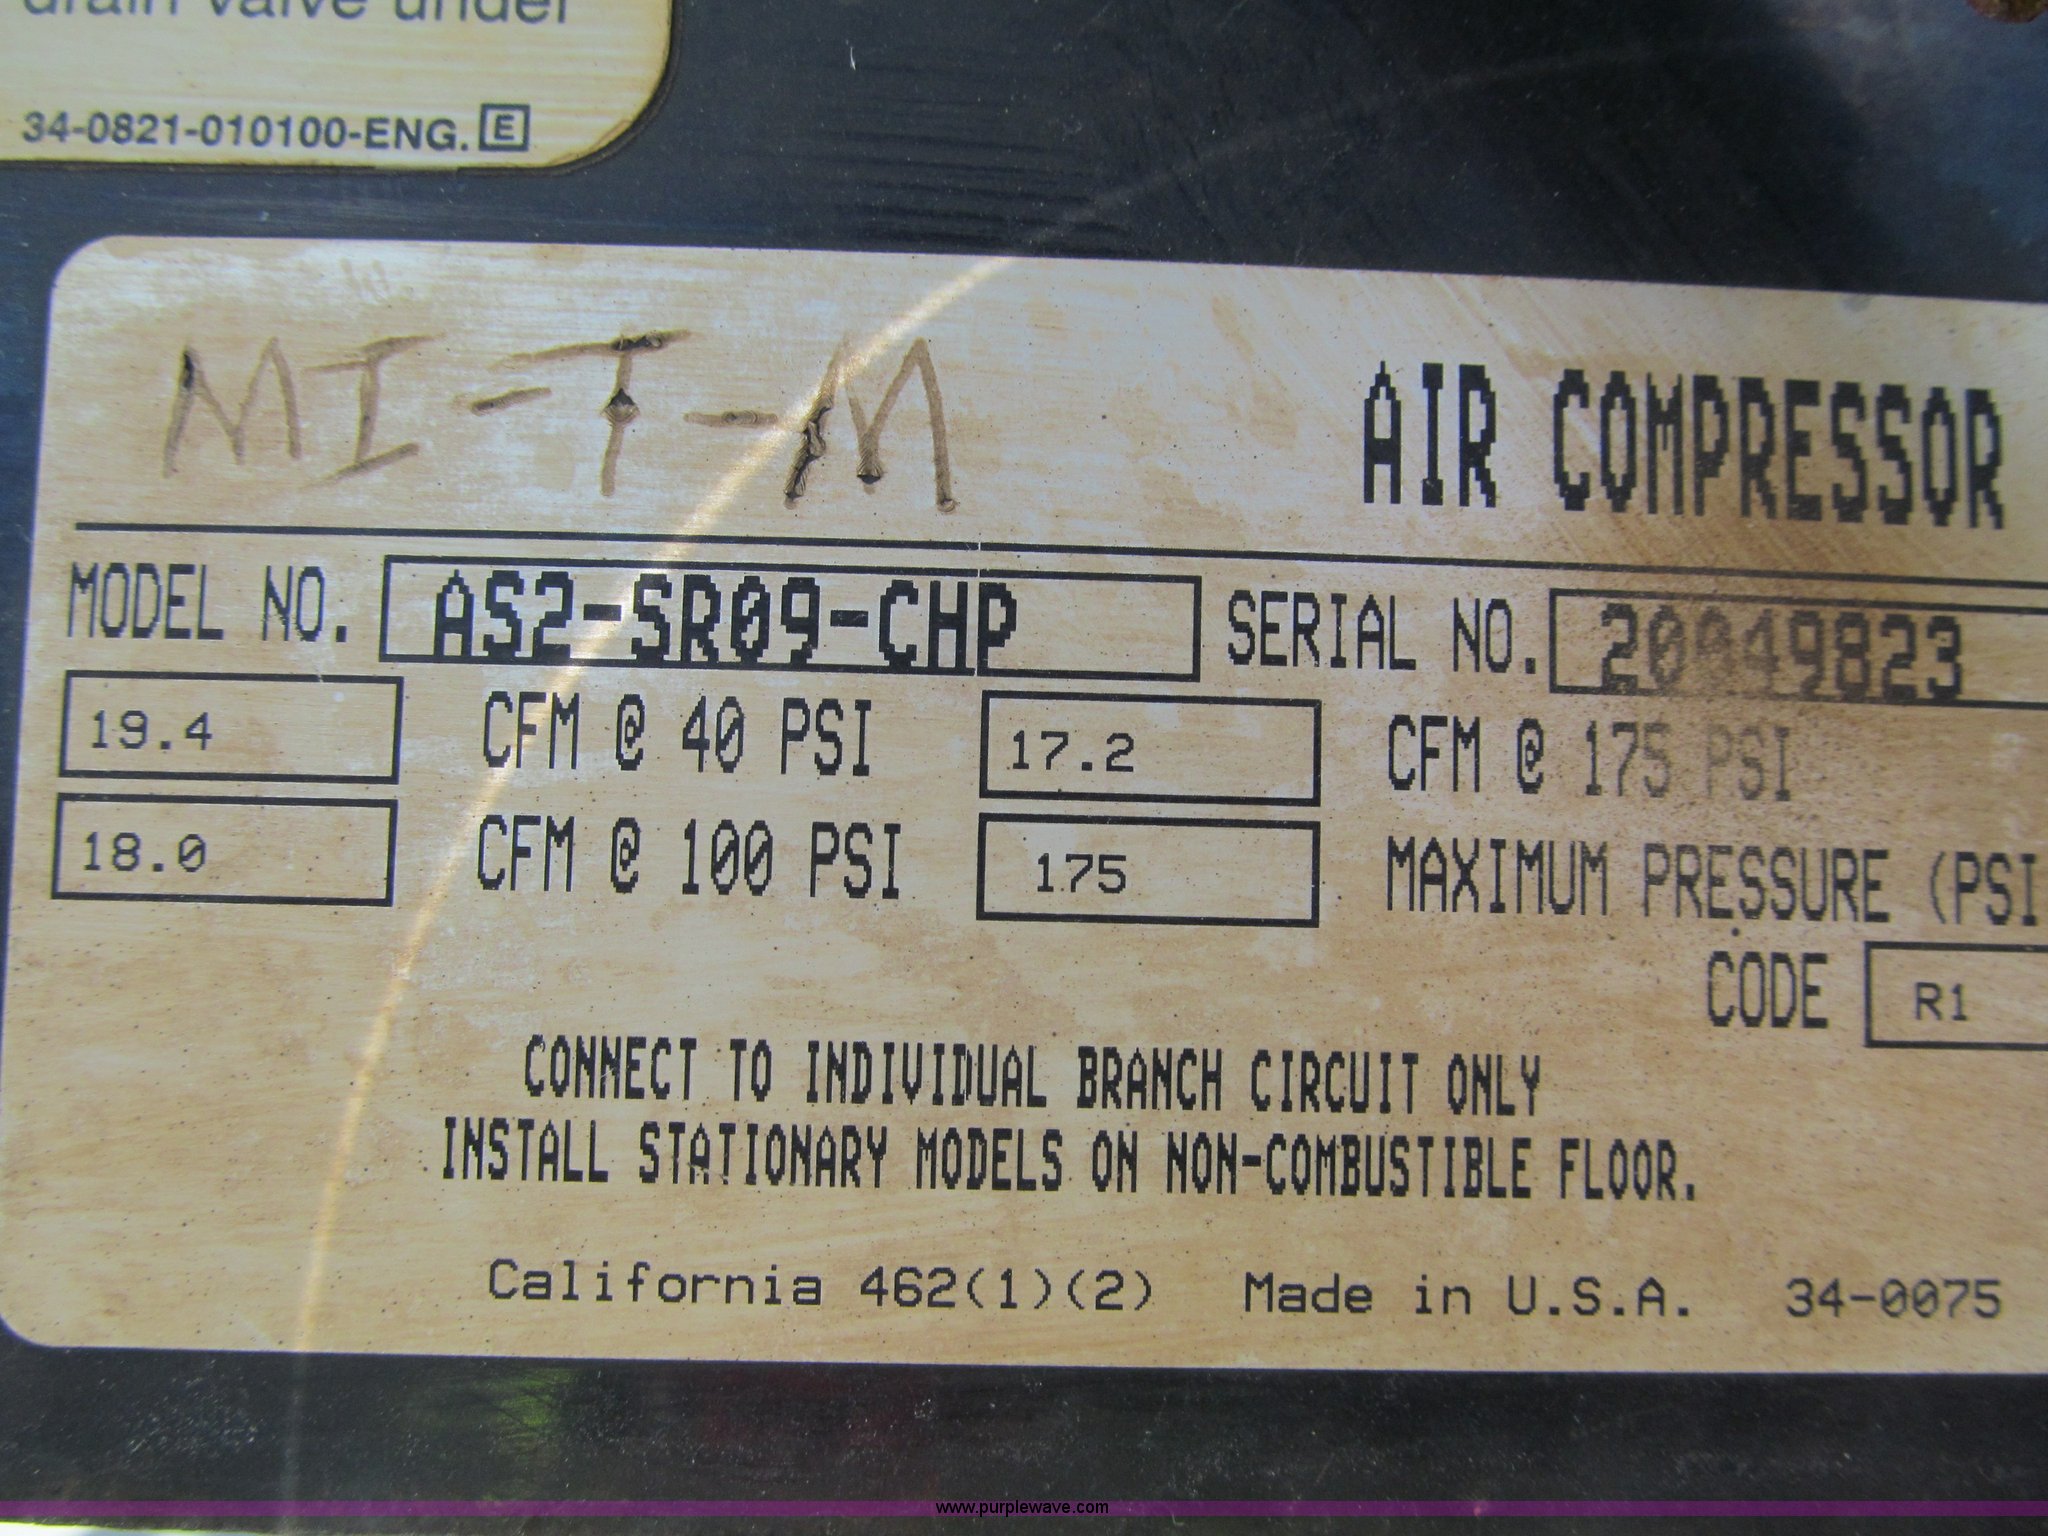 drain valve under
34-0821-010100-ENG. E
MI-T-M
AIR COMPRESSOR
MODEL NO. AS2-SR09-CHP SERIAL NO. 20049823
19.4 CFM @ 40 PSI 17.2 CFM @ 175 PSI
18.0 CFM @ 100 PSI 175 MAXIMUM PRESSURE (PSI
CODE R1
CONNECT TO INDIVIDUAL BRANCH CIRCUIT ONLY
INSTALL STATIONARY MODELS ON NON-COMBUSTIBLE FLOOR.
California 462(1)(2) Made in U.S.A. 34-0075
www.purplewave.com